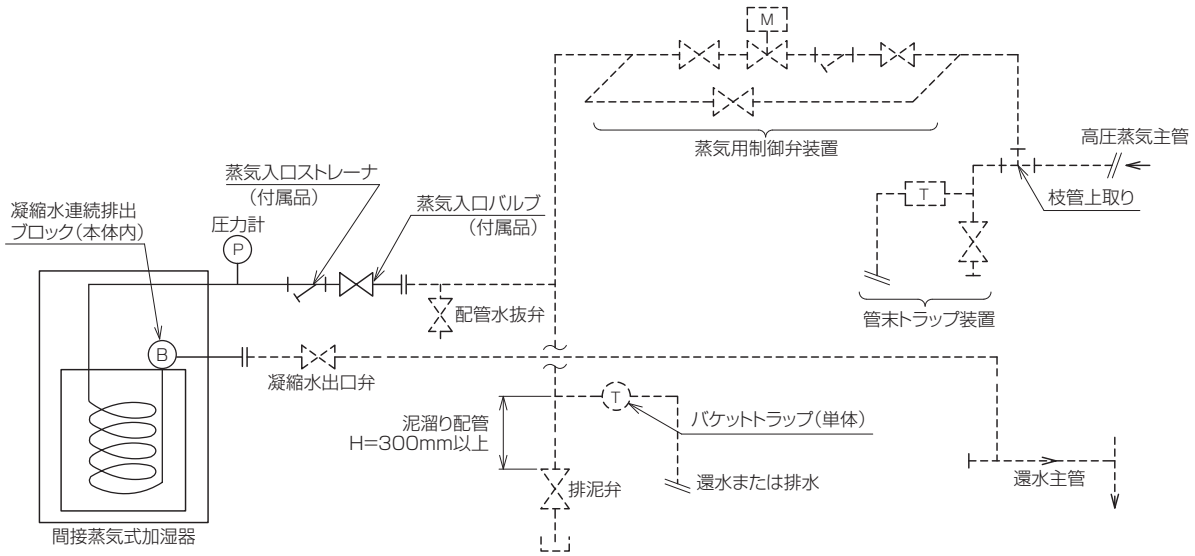 M
蒸気用制御弁装置
高圧蒸気主管
枝管上取り
T
管末トラップ装置
蒸気入口ストレーナ
(付属品)
蒸気入口バルブ
(付属品)
凝縮水連続排出
ブロック(本体内)
圧力計
P
配管水抜弁
B
凝縮水出口弁
泥溜り配管
H=300mm以上
T
バケットトラップ(単体)
排泥弁
還水または排水
還水主管
間接蒸気式加湿器